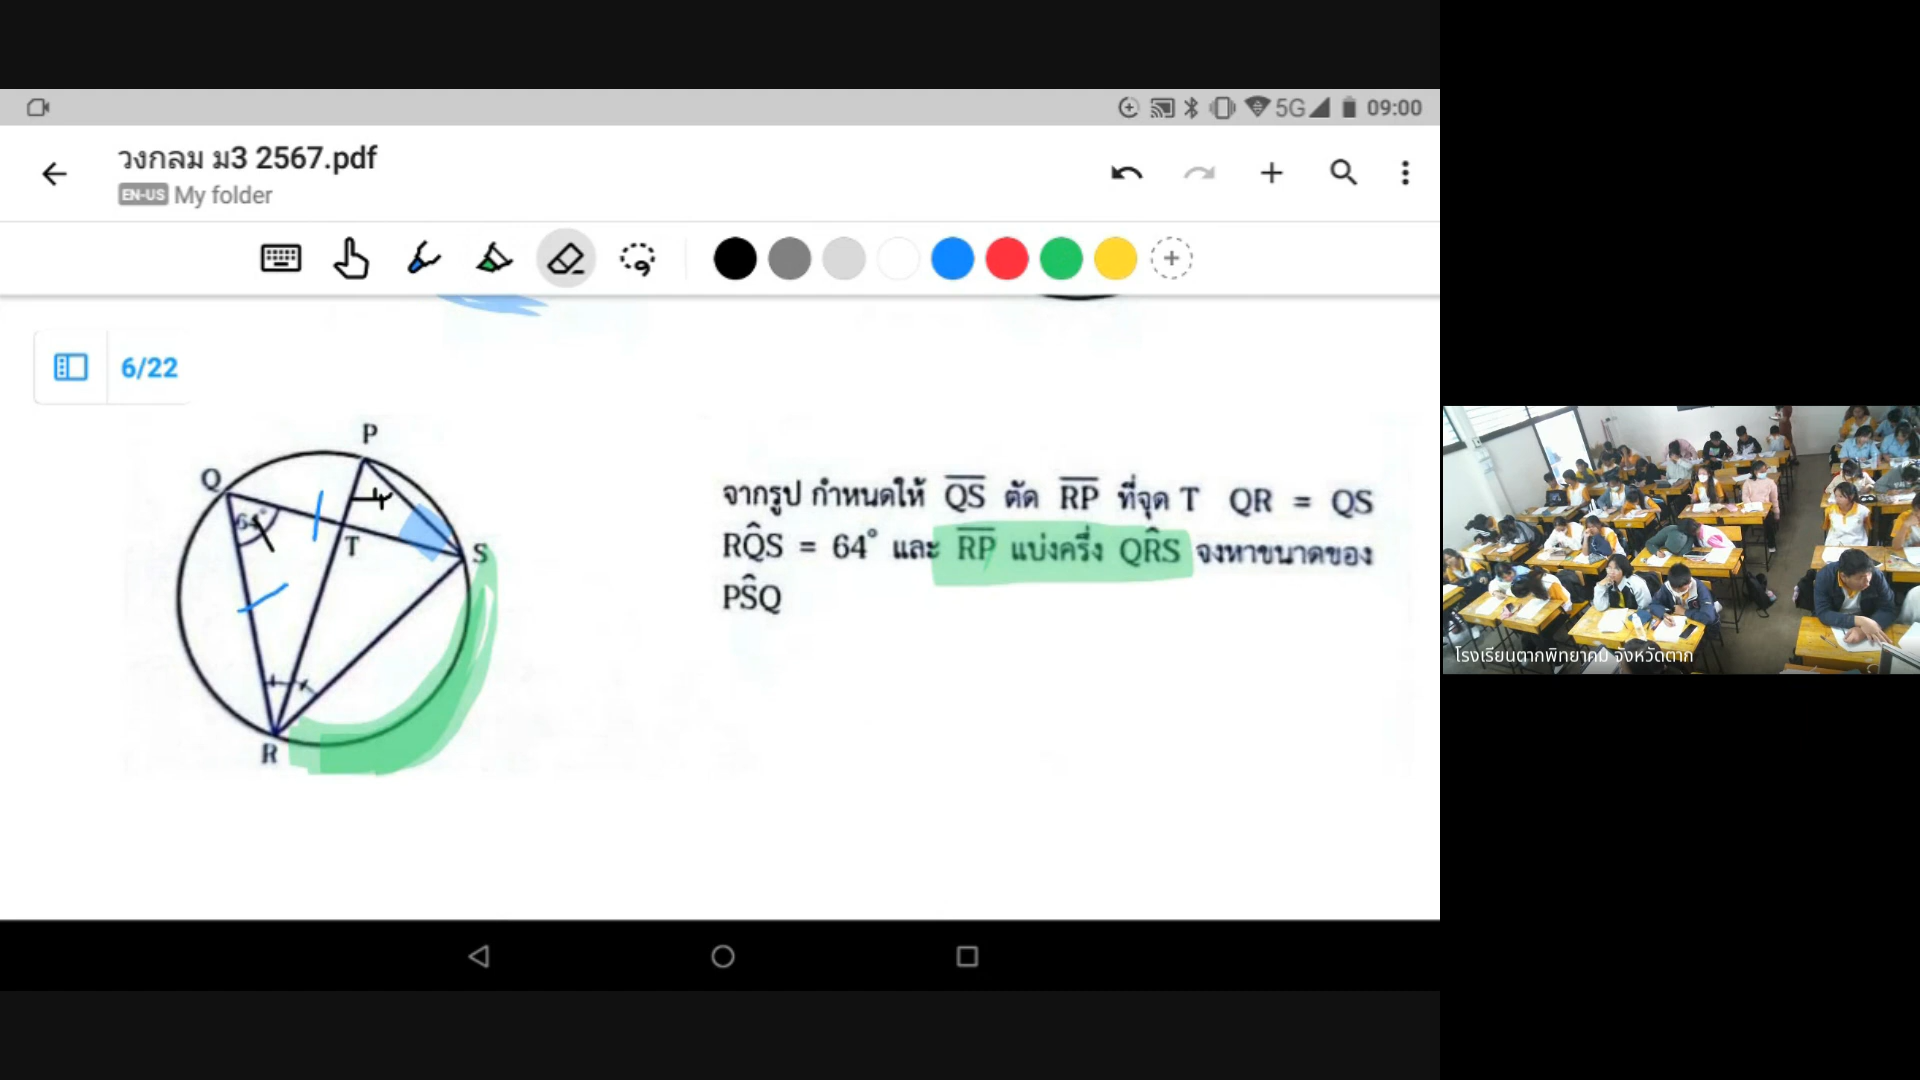 5G 09:00
วงกลม ม3 2567.pdf
EN-US My folder
6/22
P
Q
64°
T
S
R
จากรูป กำหนดให้ QS ตัด RP ที่จุด T QR = QS
RQ̂S = 64° และ RP แบ่งครึ่ง QR̂S จงหาขนาดของ
PŜQ
โรงเรียนตากพิทยาคม จังหวัดตาก